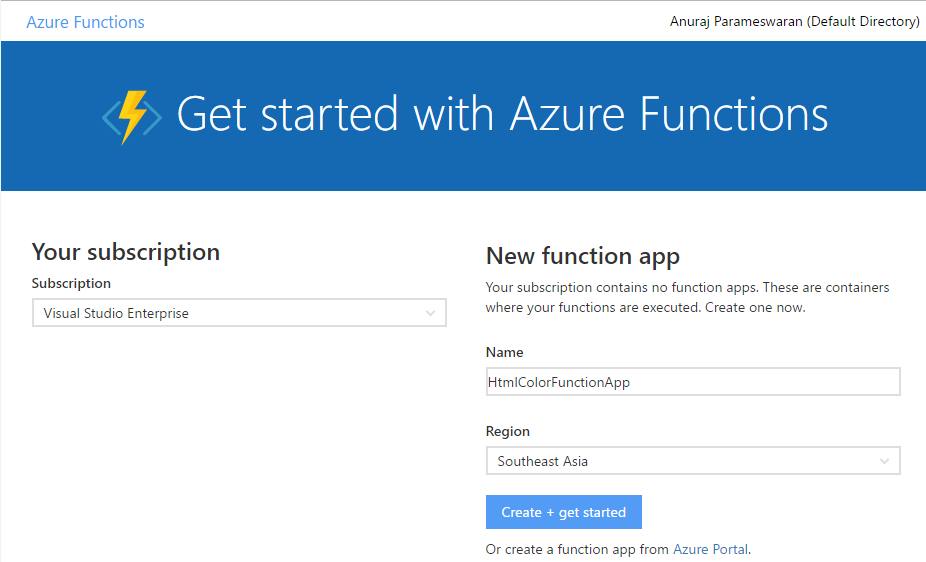 Azure Functions
Anuraj Parameswaran (Default Directory)
Get started with Azure Functions
Your subscription
Subscription
Visual Studio Enterprise
New function app
Your subscription contains no function apps. These are containers
where your functions are executed. Create one now.
Name
HtmlColorFunctionApp
Region
Southeast Asia
Create + get started
Or create a function app from Azure Portal.